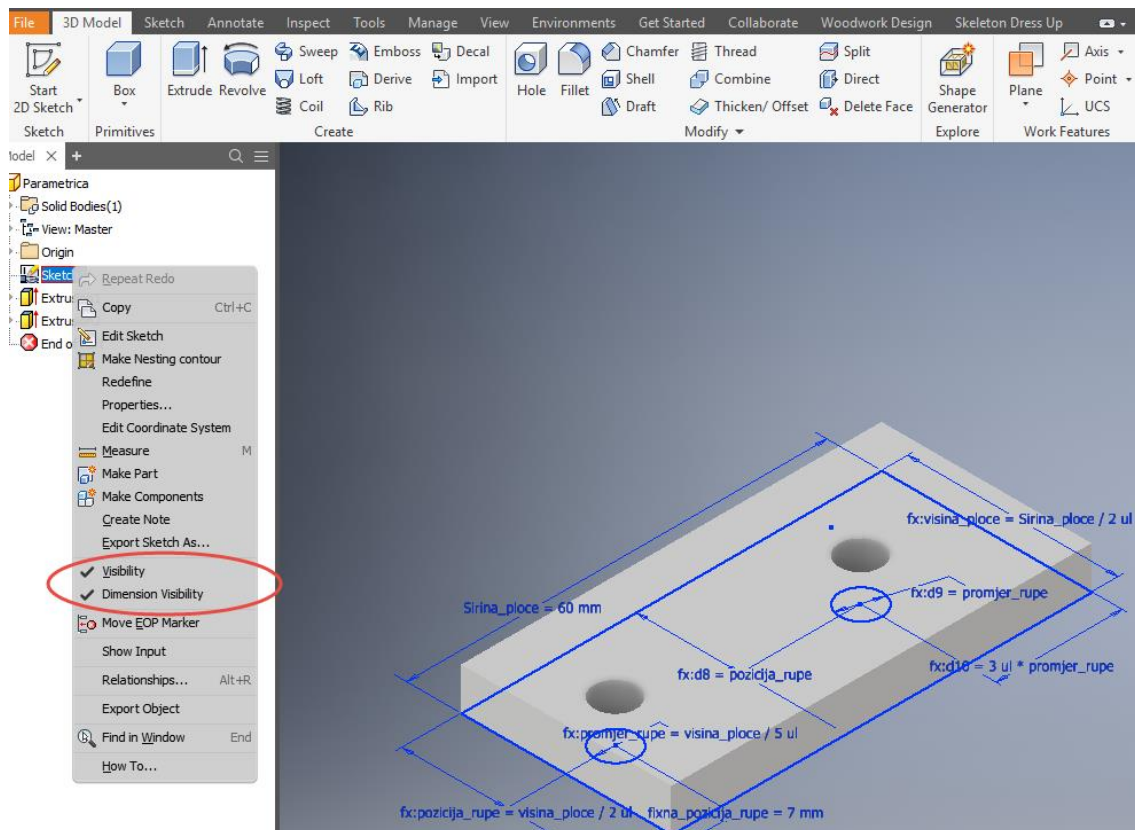 File 3D Model Sketch Annotate Inspect Tools Manage View Environments Get Started Collaborate Woodwork Design Skeleton Dress Up
Start 2D Sketch
Sketch
Box
Primitives
Extrude Revolve
Sweep Emboss Decal
Loft Derive Import
Coil Rib
Create
Hole Fillet
Chamfer Thread Split
Shell Combine Direct
Draft Thicken/ Offset Delete Face
Modify
Shape Generator
Explore
Plane
Axis
Point
UCS
Work Features
Parametrica
Solid Bodies(1)
View: Master
Origin
Repeat Redo
Copy Ctrl+C
Edit Sketch
Make Nesting contour
Redefine
Properties...
Edit Coordinate System
Measure M
Make Part
Make Components
Create Note
Export Sketch As...
Visibility
Dimension Visibility
Move EOP Marker
Show Input
Relationships... Alt+R
Export Object
Find in Window End
How To...
fx:visina_ploce = Sirina_ploce / 2 ul
Sirina_ploce = 60 mm
fx:d9 = promjer_rupe
fx:d8 = pozicija_rupe
fx:d10 = 3 ul * promjer_rupe
fx:promjer_rupe = visina_ploce / 5 ul
fx:pozicija_rupe = visina_ploce / 2 ul
fixna_pozicija_rupe = 7 mm